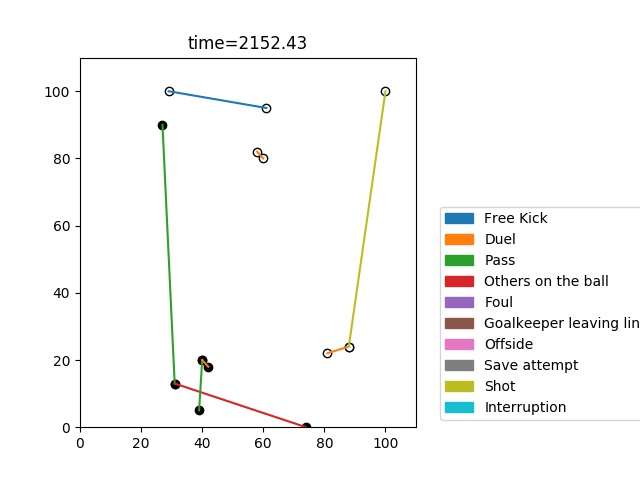 time=2152.43
100
80
60
40
20
0
0
20
40
60
80
100
Free Kick
Duel
Pass
Others on the ball
Foul
Goalkeeper leaving lin
Offside
Save attempt
Shot
Interruption